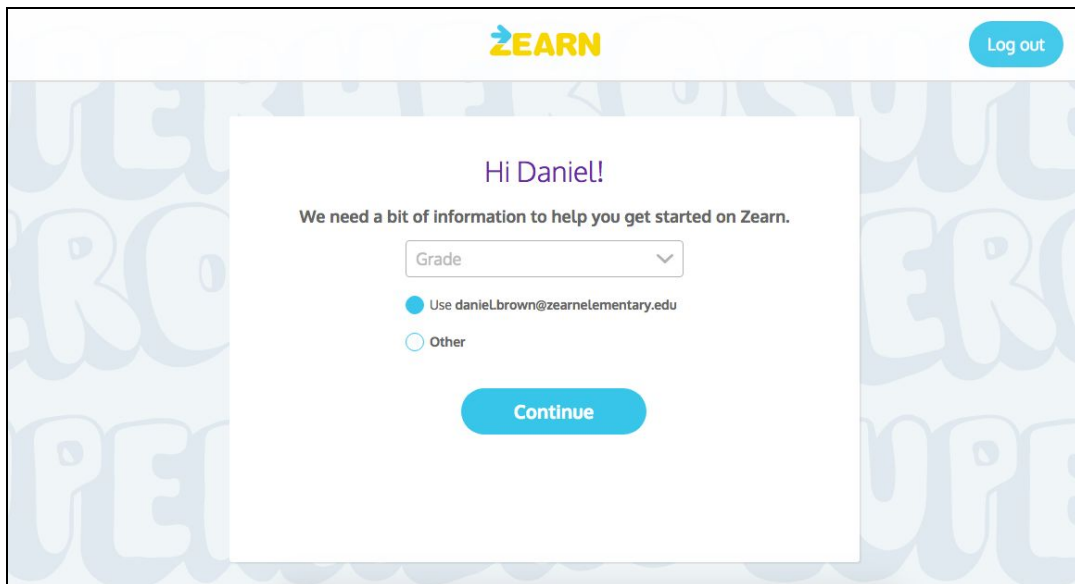 ZEARN
Log out
Hi Daniel!
We need a bit of information to help you get started on Zearn.
Grade
Use daniel.brown@zearnelementary.edu
Other
Continue